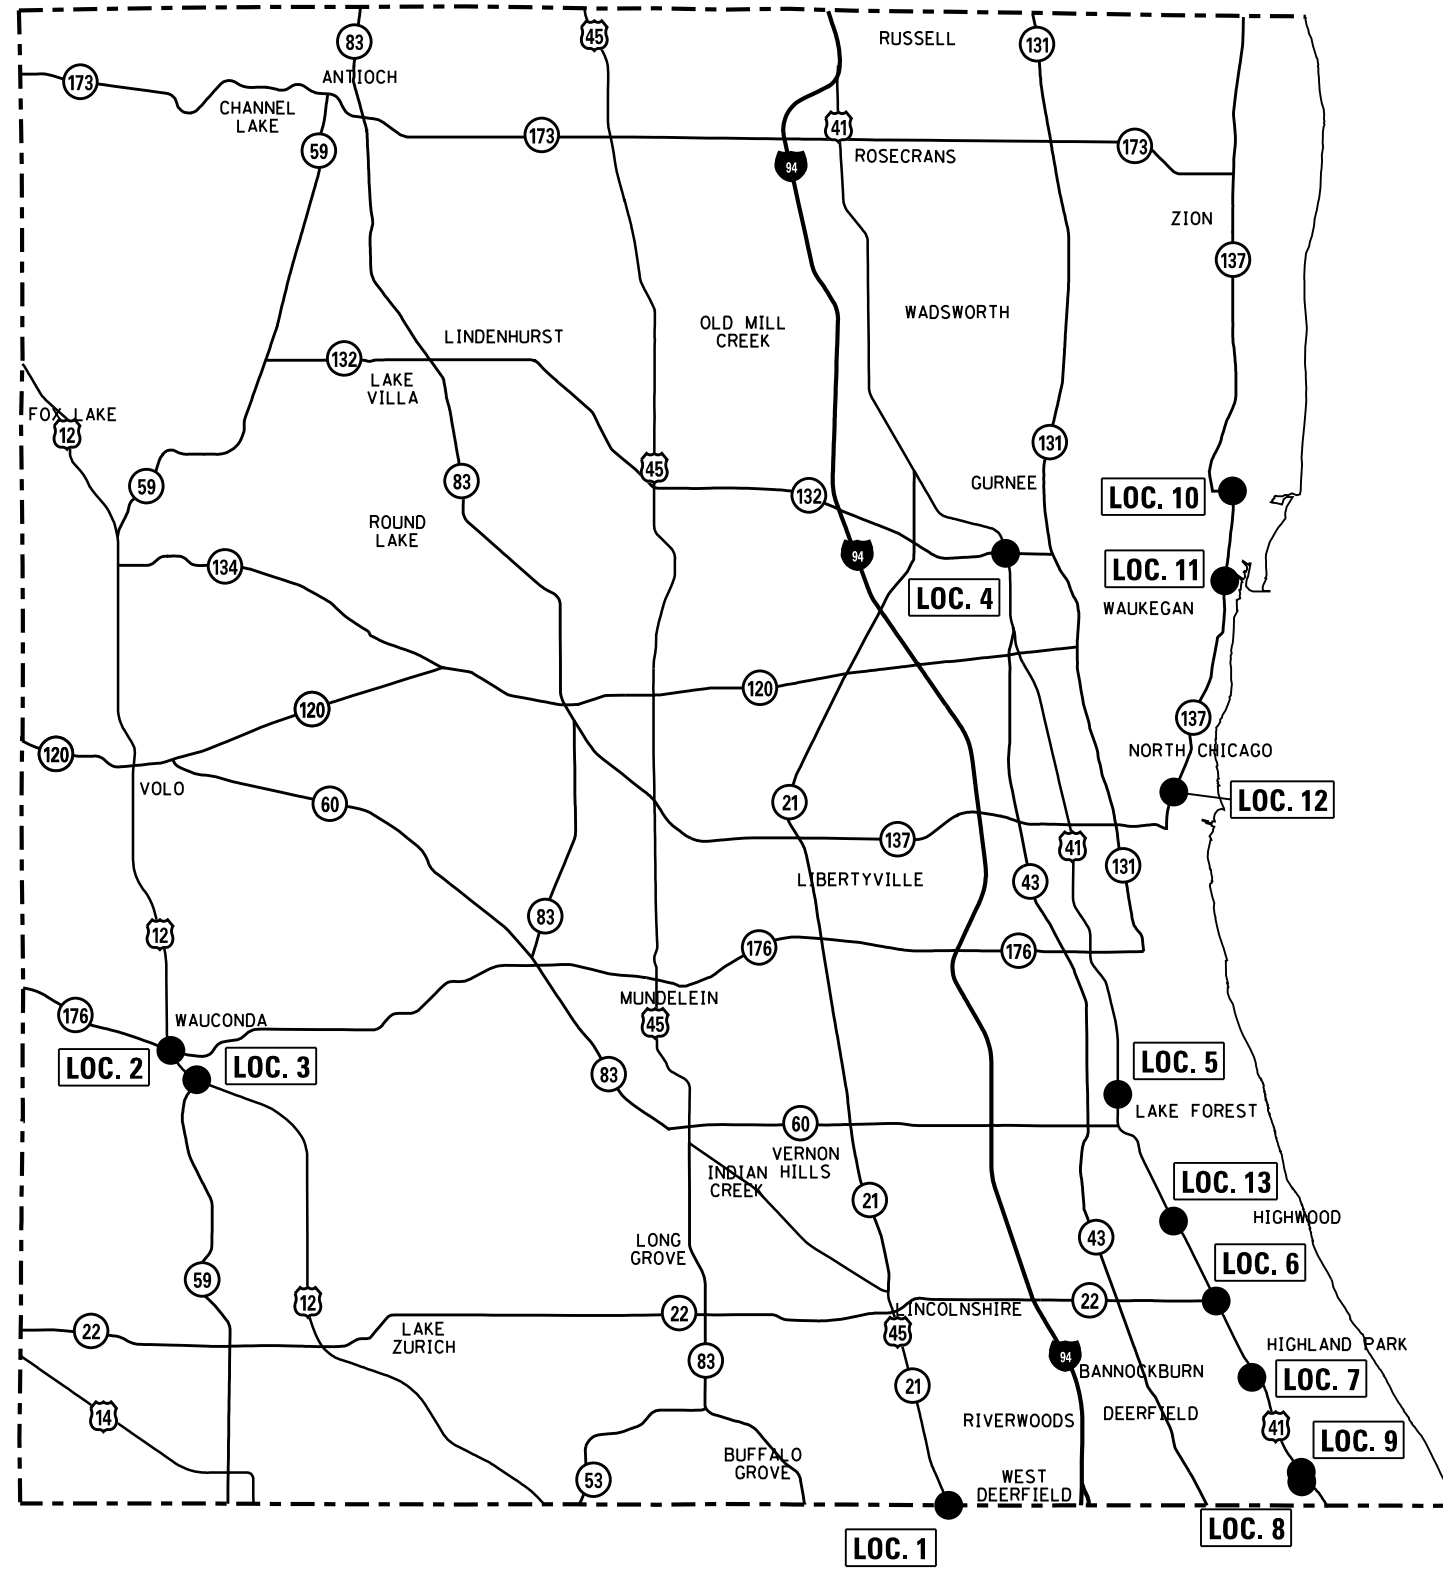 83
45
RUSSELL
131
173
ANTIOCH
CHANNEL
LAKE
59
173
41
ROSECRANS
94
173
ZION
137
LINDENHURST
132
LAKE
VILLA
OLD MILL
CREEK
WADSWORTH
FOX LAKE
12
59
83
45
132
131
GURNEE
LOC. 10
ROUND
LAKE
134
94
LOC. 4
LOC. 11
WAUKEGAN
120
120
120
137
NORTH CHICAGO
VOLO
60
21
LOC. 12
137
LIBERTYVILLE
43
41
131
83
12
176
176
176
WAUCONDA
MUNDELEIN
45
LOC. 2
LOC. 3
83
LOC. 5
LAKE FOREST
60
VERNON
HILLS
INDIAN
CREEK
21
LOC. 13
HIGHWOOD
LONG
GROVE
43
LOC. 6
59
12
22
22
22
LINCOLNSHIRE
45
LAKE
ZURICH
83
94
BANNOCKBURN
HIGHLAND PARK
LOC. 7
14
21
RIVERWOODS
DEERFIELD
41
LOC. 9
53
BUFFALO
GROVE
WEST
DEERFIELD
LOC. 1
LOC. 8